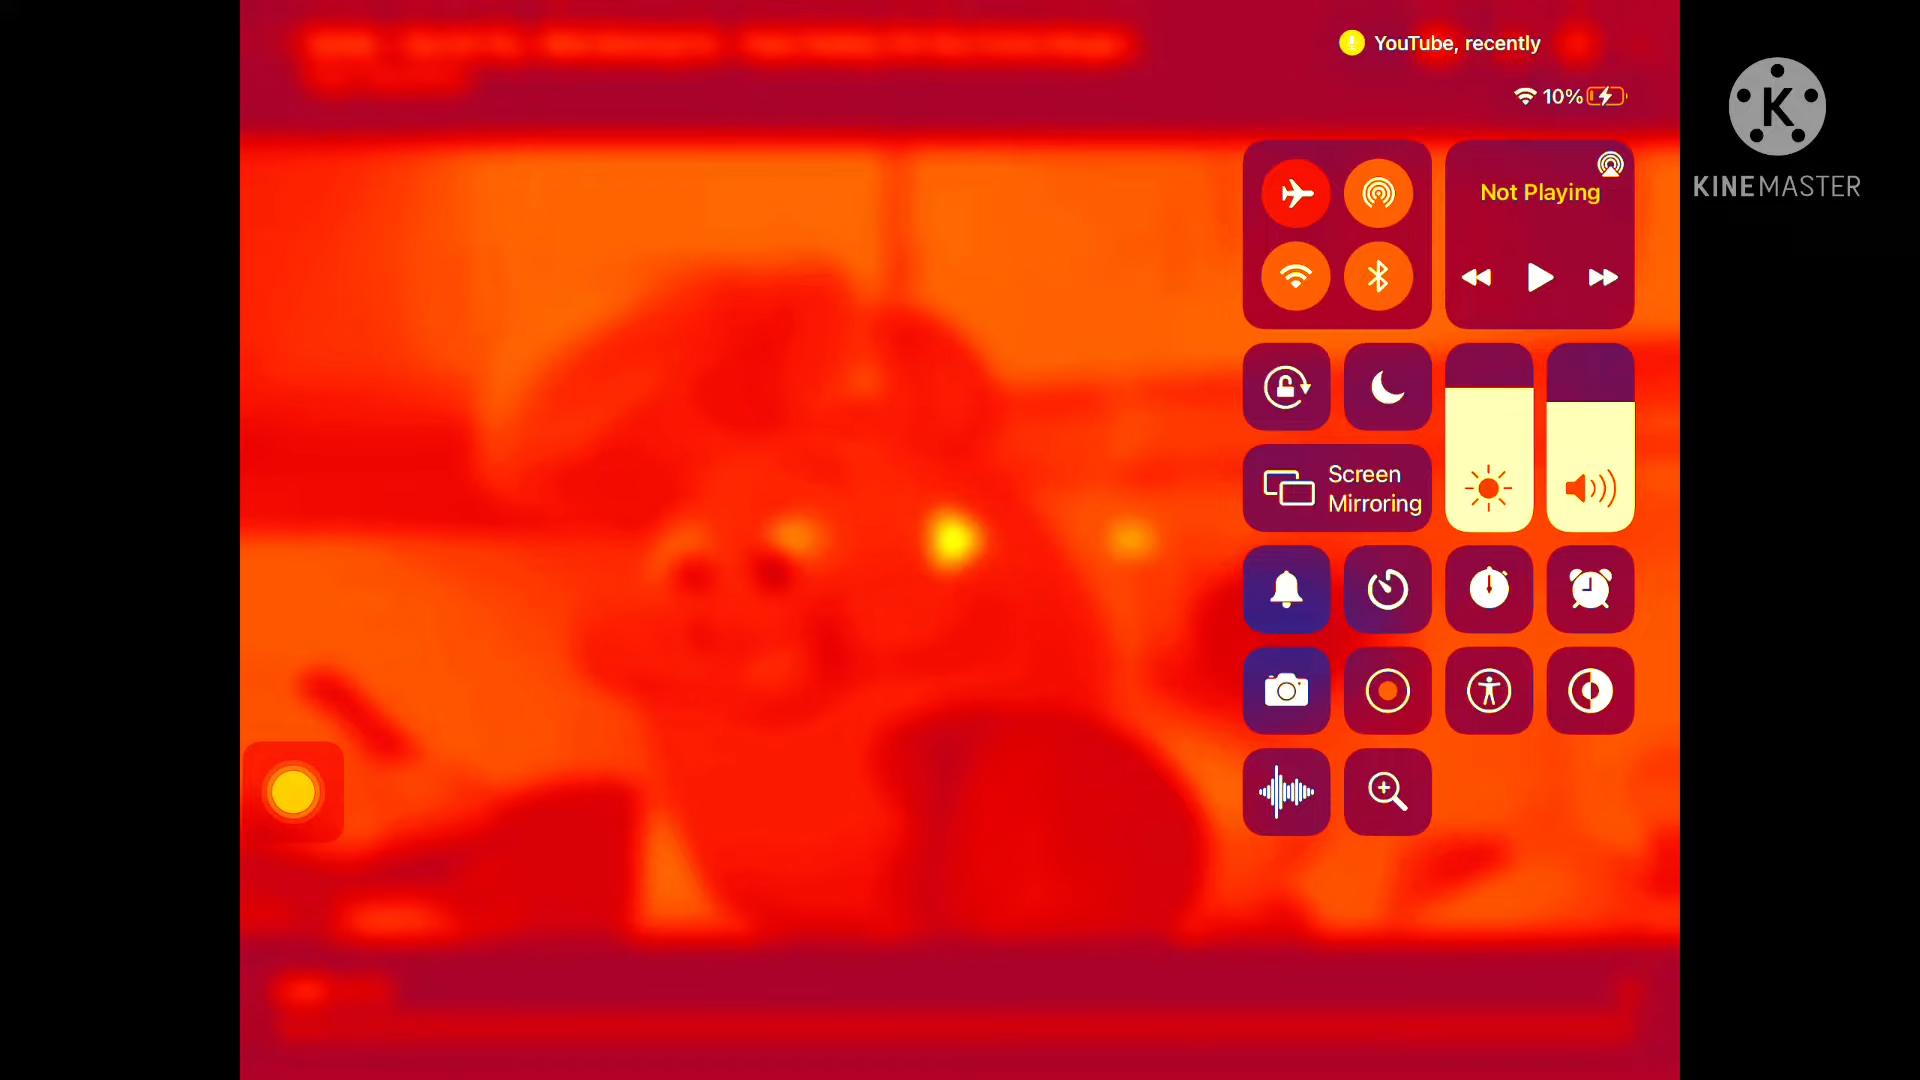 YouTube, recently
10%
KINEMASTER
Not Playing
Screen
Mirroring